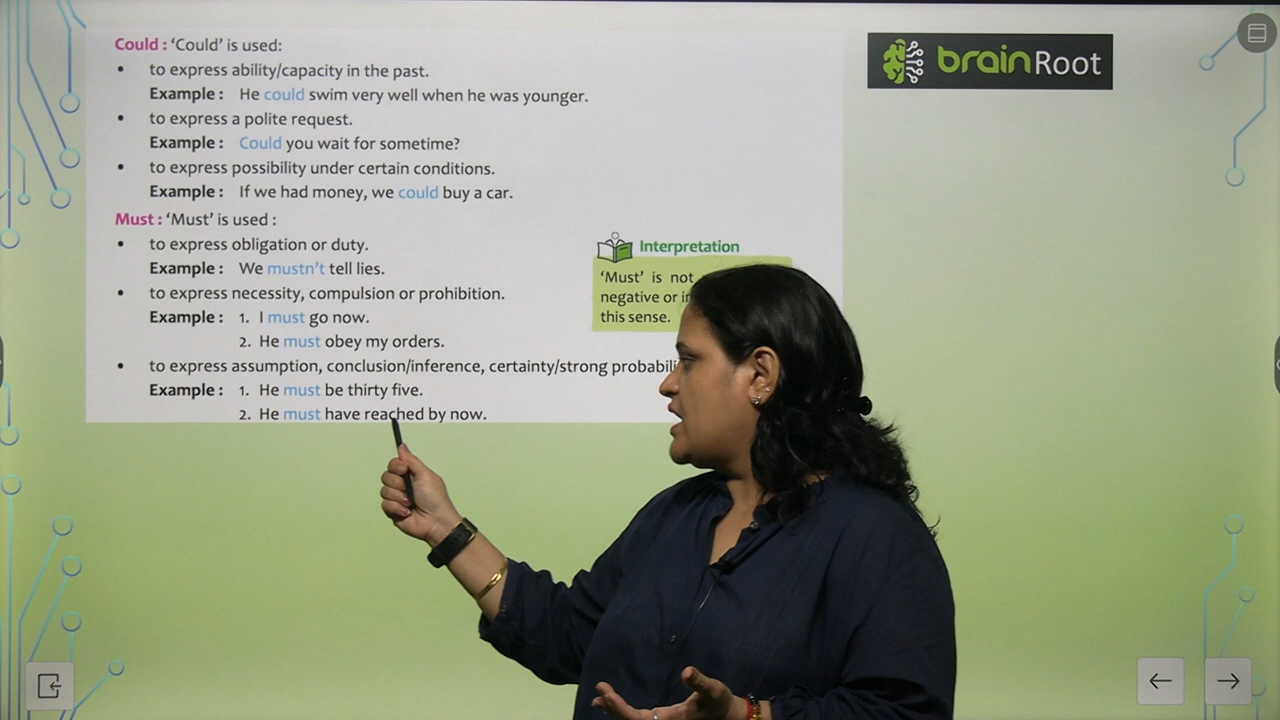 Could : ‘Could’ is used:
• to express ability/capacity in the past.
Example : He could swim very well when he was younger.
• to express a polite request.
Example : Could you wait for sometime?
• to express possibility under certain conditions.
Example : If we had money, we could buy a car.
Must : ‘Must’ is used :
• to express obligation or duty.
Example : We mustn’t tell lies.
• to express necessity, compulsion or prohibition.
Example : 1. I must go now.
2. He must obey my orders.
• to express assumption, conclusion/inference, certainty/strong
Example : 1. He must be thirty five.
2. He must have reached by now.
Interpretation
‘Must’ is not
negative or
this sense.
brainRoot